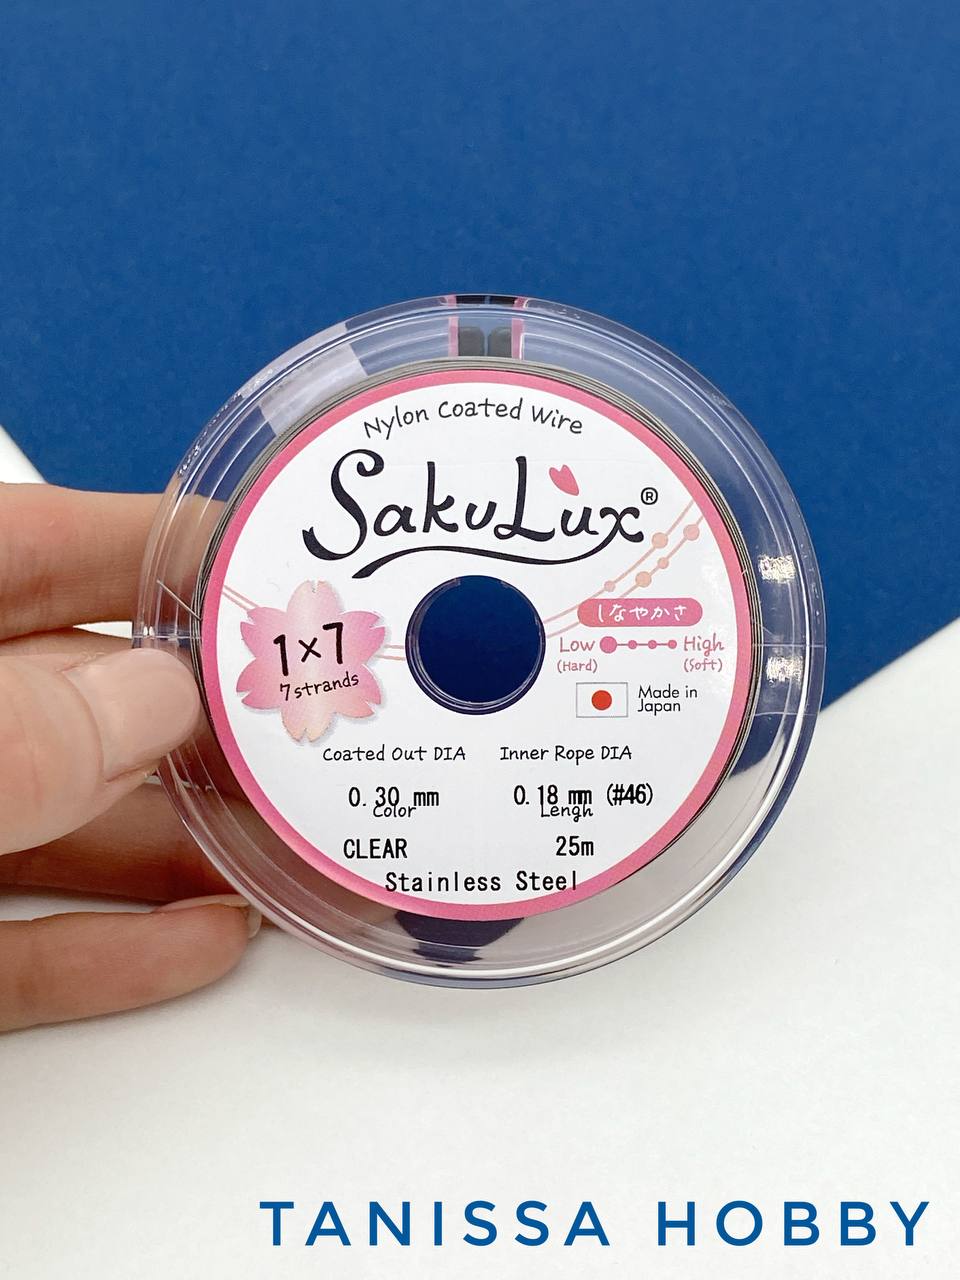 Nylon Coated Wire
SakuLux®
1×7
7strands
しなやかさ
Low High
(Hard) (Soft)
Made in
Japan
Coated Out DIA Inner Rope DIA
0.30 mm 0.18 mm (#46)
Color Lengh
CLEAR 25m
Stainless Steel
TANISSA HOBBY